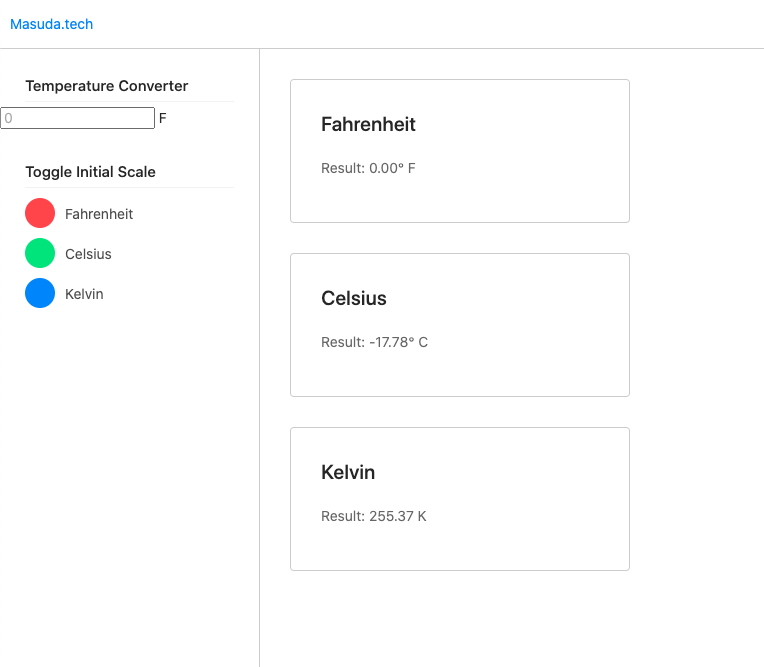 Masuda.tech
Temperature Converter
0 F
Toggle Initial Scale
Fahrenheit
Celsius
Kelvin
Fahrenheit
Result: 0.00° F
Celsius
Result: -17.78° C
Kelvin
Result: 255.37 K